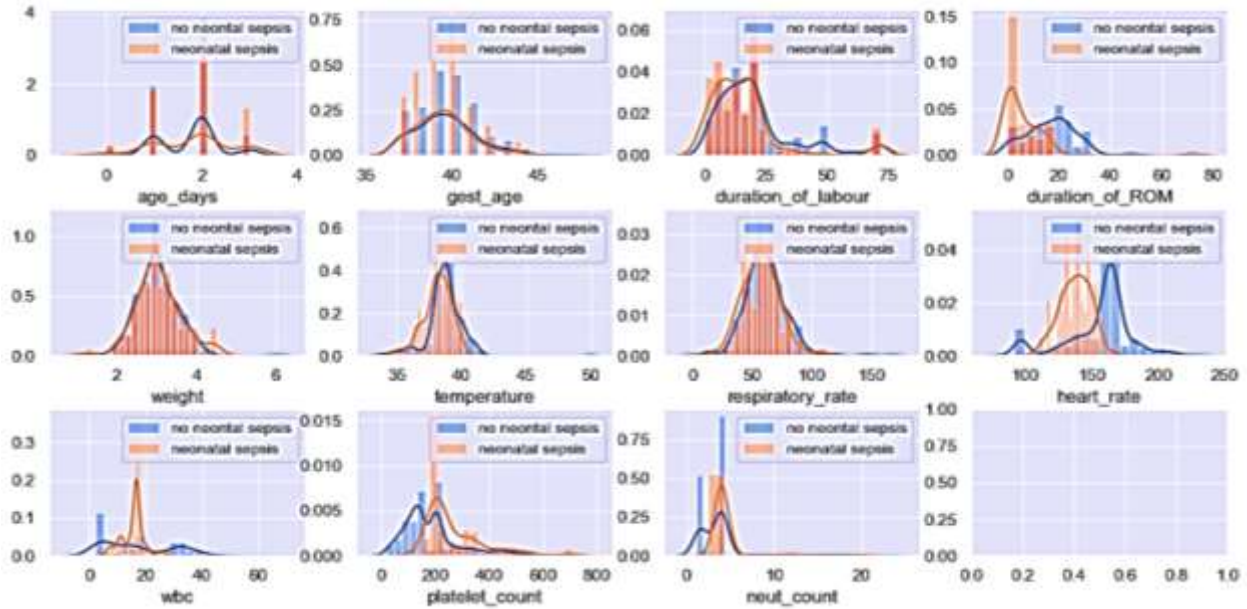 4
no neontal sepsis
neonatal sepsis
2
0
0 2 4
age_days
0.75
no neontal sepsis
neonatal sepsis
0.50
0.25
0.00
35 40 45
gest_age
0.06
no neontal sepsis
neonatal sepsis
0.04
0.02
0.00
0 25 50 75
duration_of_labour
0.15
no neontal sepsis
neonatal sepsis
0.10
0.05
0.00
0 20 40 60 80
duration_of_ROM
1.0
no neontal sepsis
neonatal sepsis
0.5
0.0
2 4 6
weight
0.6
no neontal sepsis
neonatal sepsis
0.4
0.2
0.0
35 40 45 50
temperature
0.03
no neontal sepsis
neonatal sepsis
0.02
0.01
0.00
0 50 100 150
respiratory_rate
0.04
no neontal sepsis
neonatal sepsis
0.02
0.00
100 150 200 250
heart_rate
0.3
no neontal sepsis
neonatal sepsis
0.2
0.1
0.0
0 20 40 60
wbc
0.015
no neontal sepsis
neonatal sepsis
0.010
0.005
0.000
0 200 400 600 800
platelet_count
0.75
no neontal sepsis
neonatal sepsis
0.50
0.25
0.00
0 10 20
neut_count
1.00
0.75
0.50
0.25
0.00
0.0 0.2 0.4 0.6 0.8 1.0